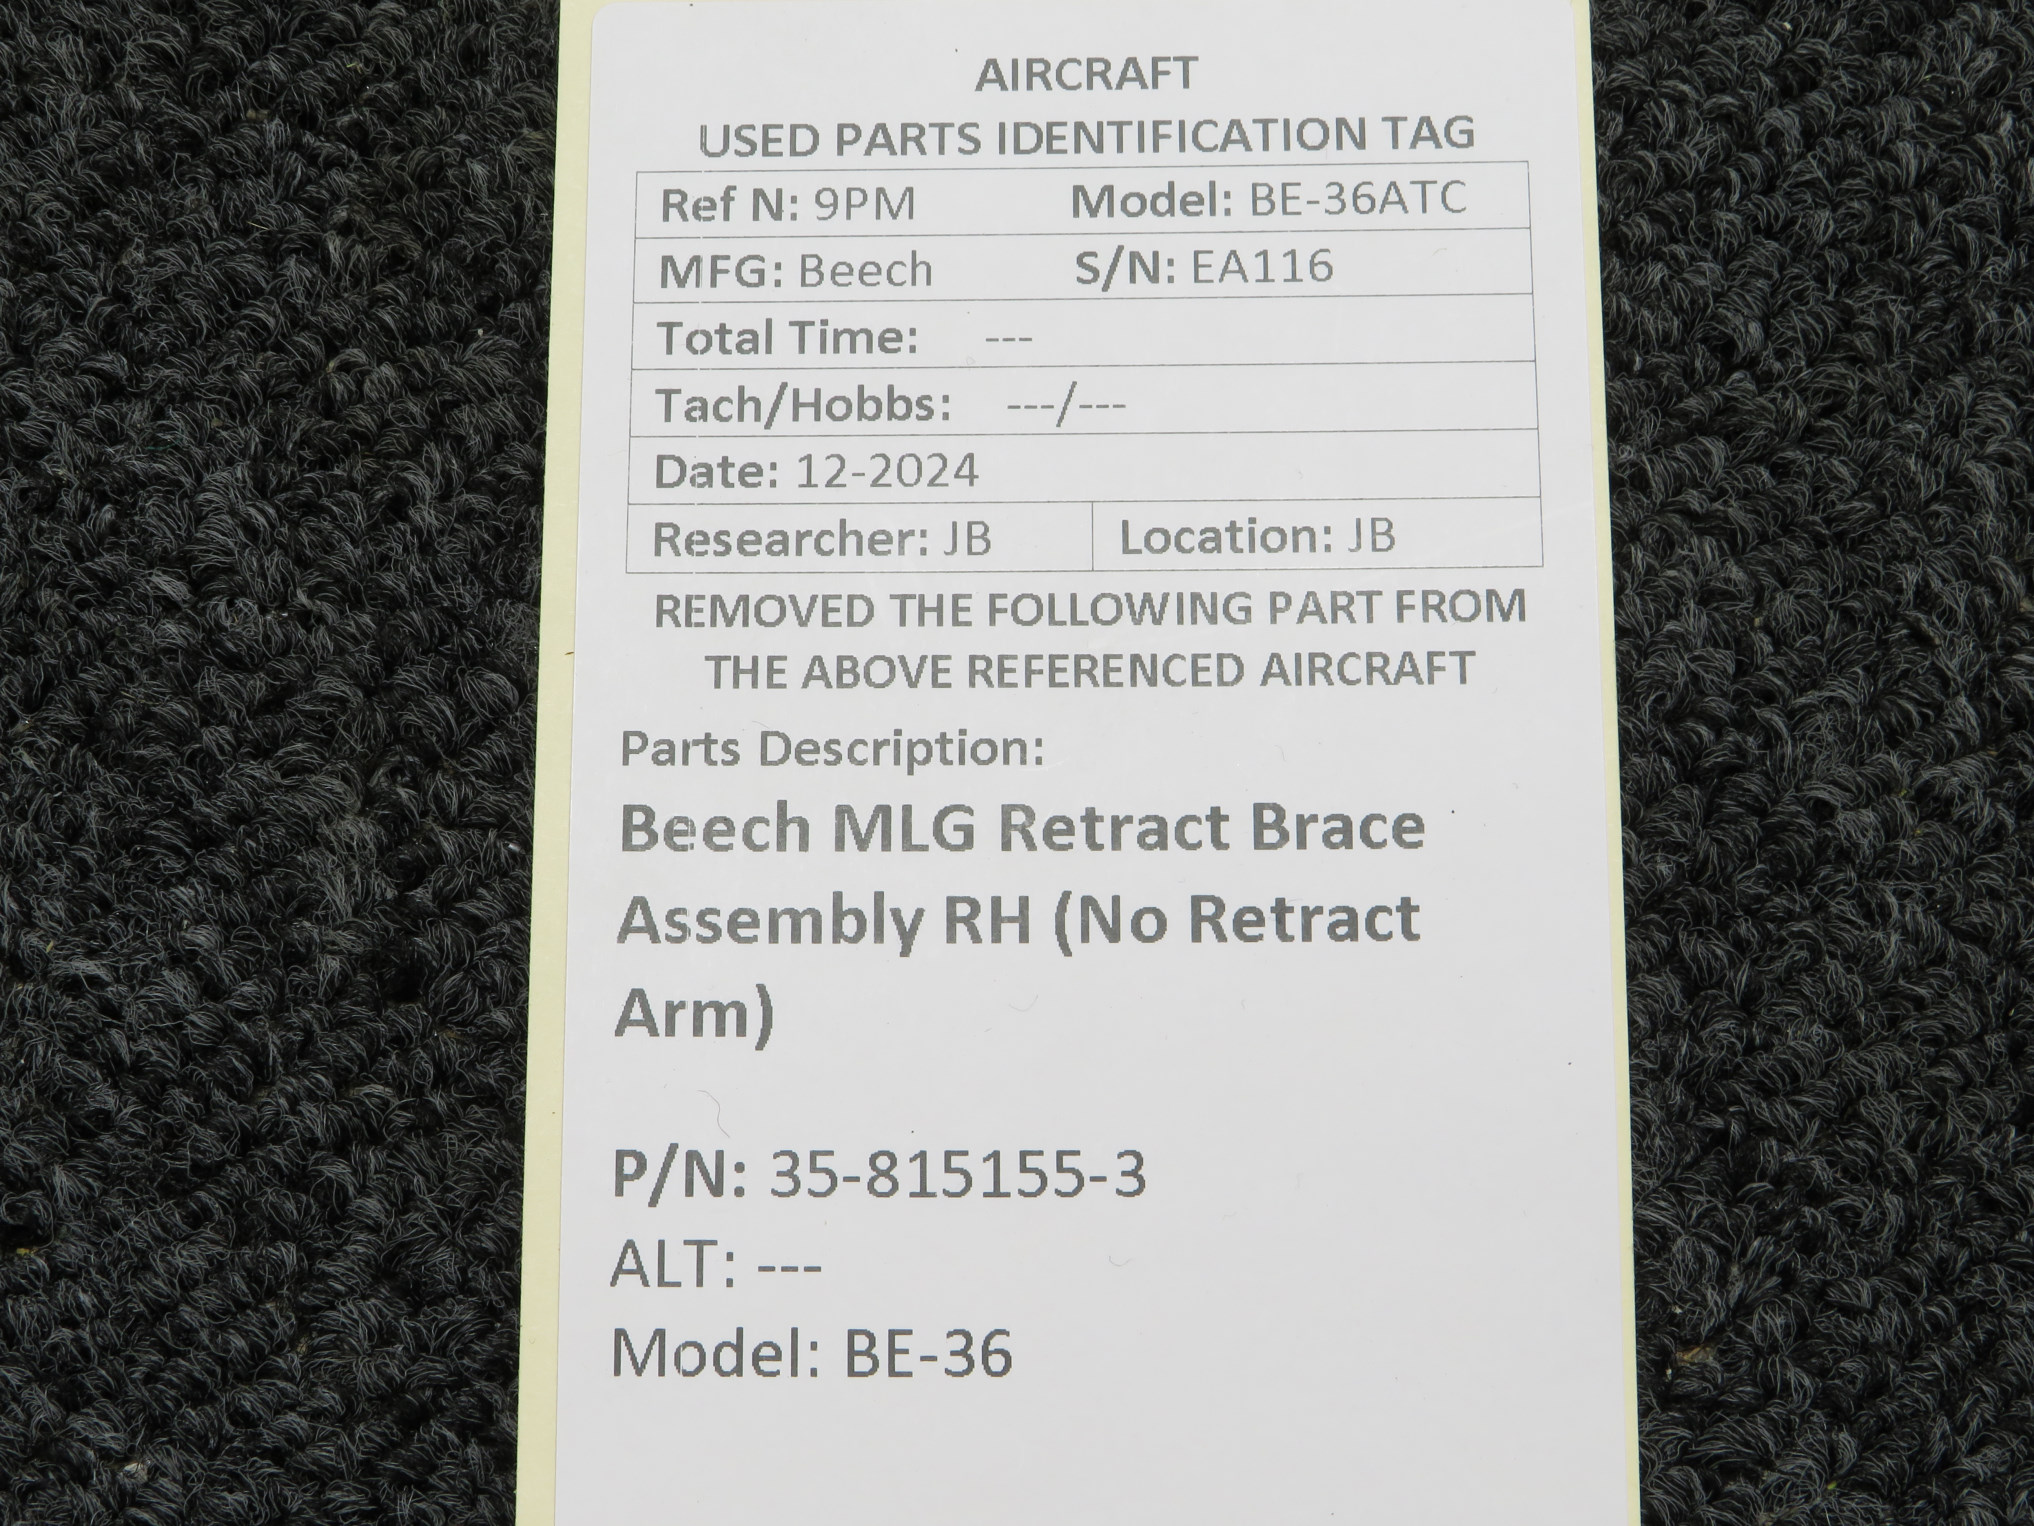 AIRCRAFT
USED PARTS IDENTIFICATION TAG
Ref N: 9PM Model: BE-36ATC
MFG: Beech S/N: EA116
Total Time: ---
Tach/Hobbs: ---/---
Date: 12-2024
Researcher: JB Location: JB
REMOVED THE FOLLOWING PART FROM
THE ABOVE REFERENCED AIRCRAFT
Parts Description:
Beech MLG Retract Brace
Assembly RH (No Retract
Arm)
P/N: 35-815155-3
ALT: ---
Model: BE-36